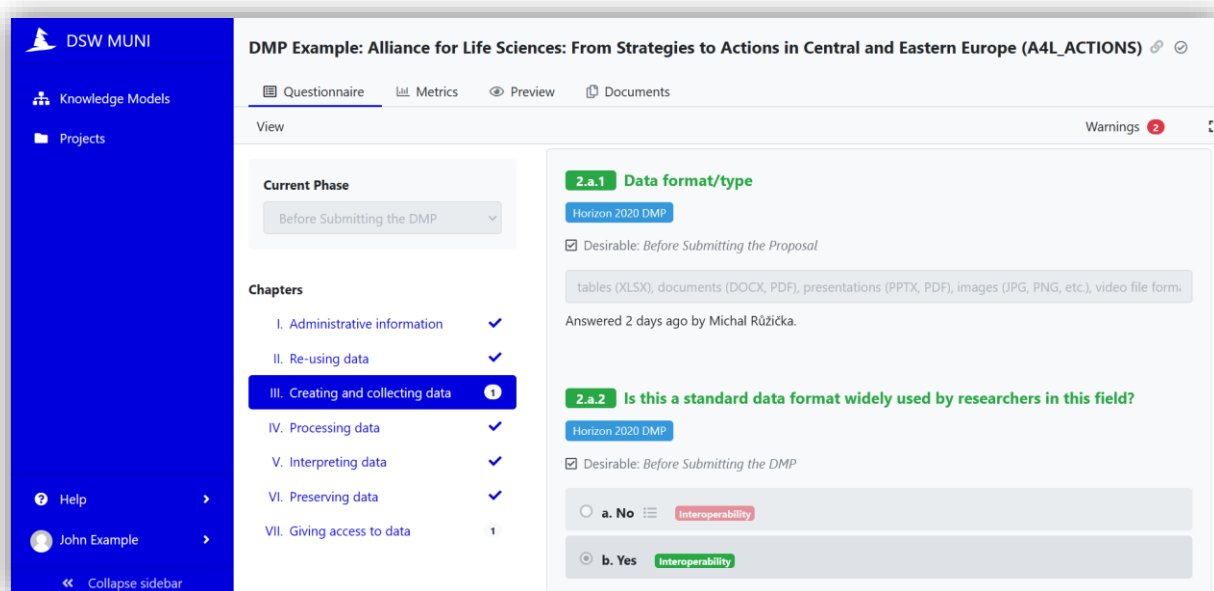 DSW MUNI
Knowledge Models
Projects
Help
John Example
Collapse sidebar
DMP Example: Alliance for Life Sciences: From Strategies to Actions in Central and Eastern Europe (A4L_ACTIONS)
Questionnaire Metrics Preview Documents
View Warnings 2
Current Phase
Before Submitting the DMP
Chapters
I. Administrative information
II. Re-using data
III. Creating and collecting data 1
IV. Processing data
V. Interpreting data
VI. Preserving data
VII. Giving access to data 1
2.a.1 Data format/type
Horizon 2020 DMP
Desirable: Before Submitting the Proposal
tables (XLSX), documents (DOCX, PDF), presentations (PPTX, PDF), images (JPG, PNG, etc.), video file
Answered 2 days ago by Michal Růžička.
2.a.2 Is this a standard data format widely used by researchers in this field?
Horizon 2020 DMP
Desirable: Before Submitting the DMP
a. No Interoperability
b. Yes Interoperability